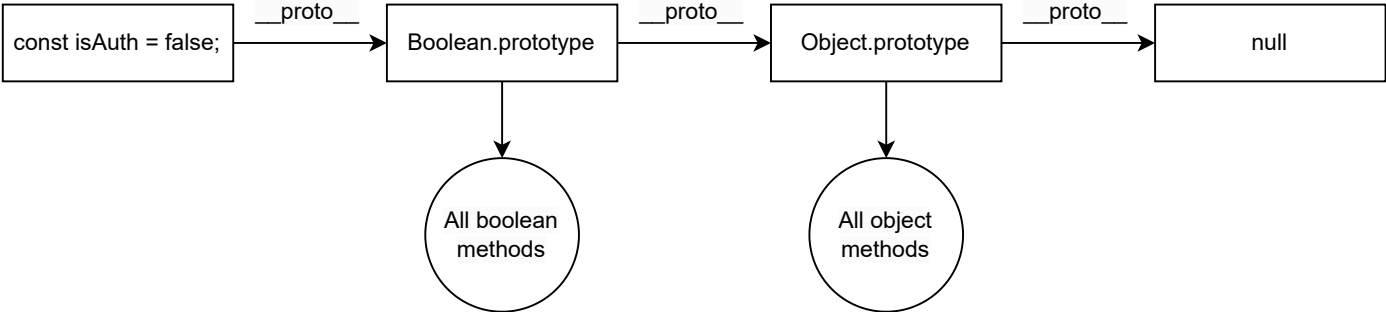 __proto__
__proto__
__proto__
const isAuth = false;
Boolean.prototype
Object.prototype
null
All boolean
methods
All object
methods